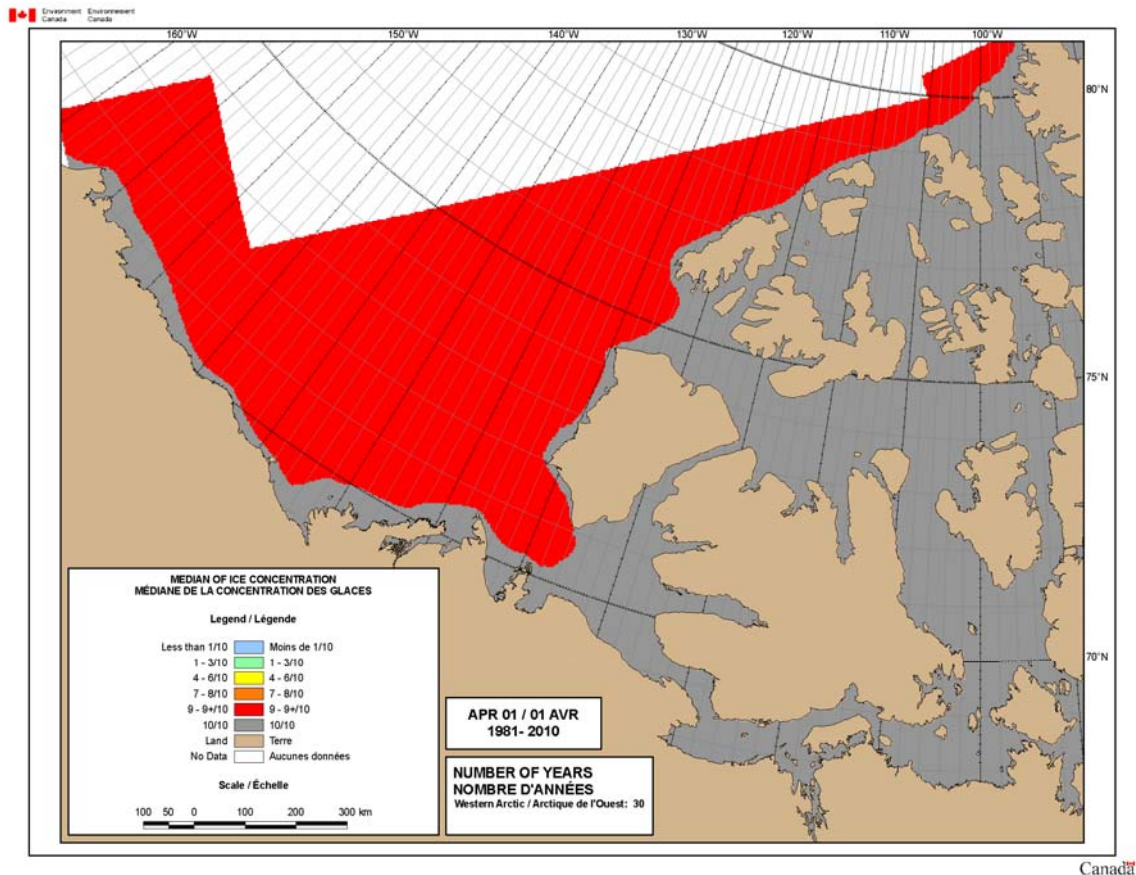 Environment Environnement
Canada Canada
160°W 150°W 140°W 130°W 120°W 110°W 100°W
80°N
75°N
70°N
MEDIAN OF ICE CONCENTRATION
MÉDIANE DE LA CONCENTRATION DES GLACES
Legend / Légende
Less than 1/10 Moins de 1/10
1 - 3/10 1 - 3/10
4 - 6/10 4 - 6/10
7 - 8/10 7 - 8/10
9 - 9+/10 9 - 9+/10
10/10 10/10
Land Terre
No Data Aucunes données
Scale / Échelle
100 50 0 100 200 300 km
APR 01 / 01 AVR
1981- 2010
NUMBER OF YEARS
NOMBRE D'ANNÉES
Western Arctic / Arctique de l'Ouest: 30
Canada